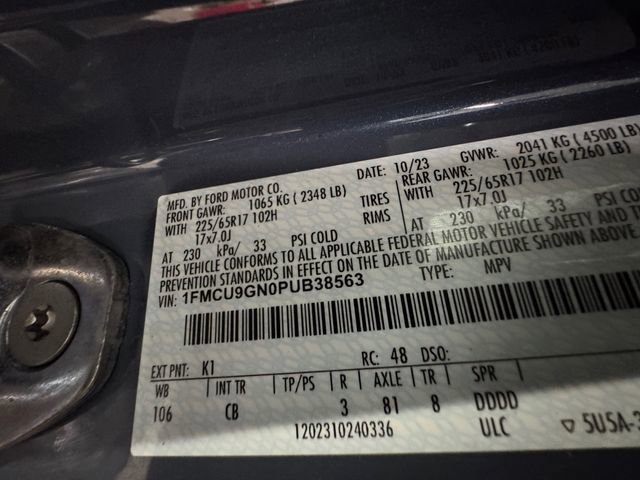 MFD. BY FORD MOTOR CO.
DATE: 10/23 GVWR: 2041 KG ( 4500 LB)
FRONT GAWR: 1065 KG ( 2348 LB) REAR GAWR: 1025 KG ( 2260 LB)
WITH 225/65R17 102H TIRES WITH 225/65R17 102H
17x7.0J RIMS 17x7.0J
AT 230 kPa/ 33 PSI COLD AT 230 kPa/ 33 PSI COLD
THIS VEHICLE CONFORMS TO ALL APPLICABLE FEDERAL MOTOR VEHICLE SAFETY AND
PREVENTION STANDARDS IN EFFECT ON THE DATE OF MANUFACTURE SHOWN ABOVE.
VIN: 1FMCU9GN0PUB38563 TYPE: MPV
EXT PNT: K1 RC: 48 DSO:
WB INT TR TP/PS R AXLE TR SPR
106 CB 3 81 8 DDDD
1202310240336 ULC ▽ 5U5A-3